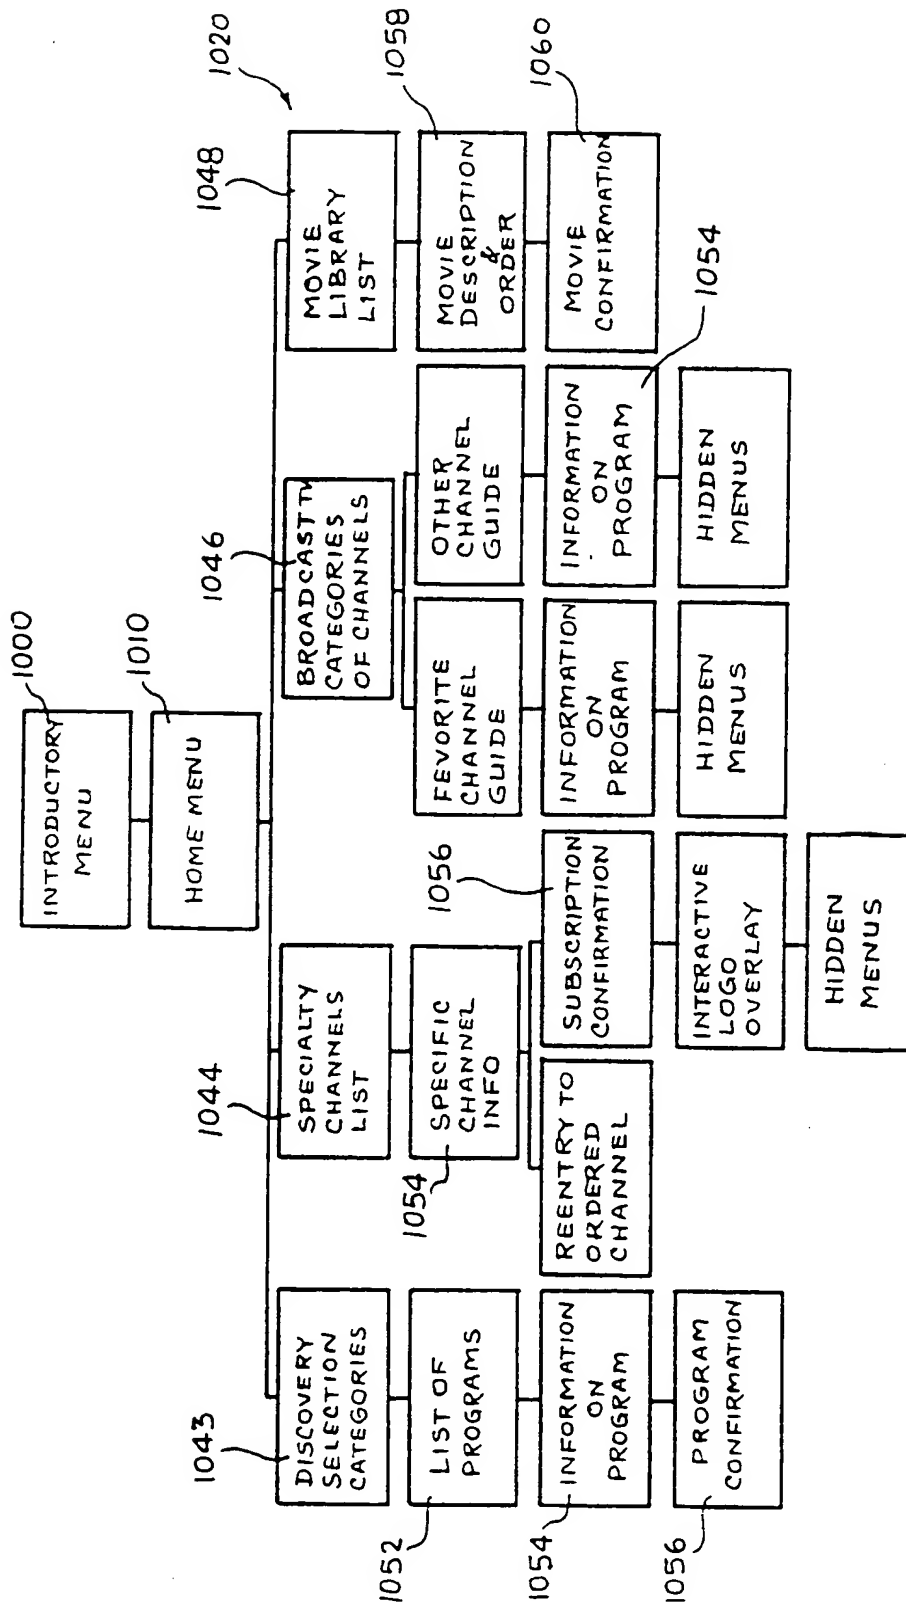 1000
INTRODUCTORY
MENU
1010
HOME MENU
1020
1043
DISCOVERY
SELECTION
CATEGORIES
1052
LIST OF
PROGRAMS
1054
INFORMATION
ON
PROGRAM
1056
PROGRAM
CONFIRMATION
1044
SPECIALTY
CHANNELS
LIST
1054
SPECIFIC
CHANNEL
INFO
REENTRY TO
ORDERED
CHANNEL
1056
SUBSCRIPTION
CONFIRMATION
INTERACTIVE
LOGO
OVERLAY
HIDDEN
MENUS
1046
BROADCAST TV
CATEGORIES
OF CHANNELS
FEVORITE
CHANNEL
GUIDE
INFORMATION
ON
PROGRAM
HIDDEN
MENUS
OTHER
CHANNEL
GUIDE
INFORMATION
ON
PROGRAM
1054
HIDDEN
MENUS
1048
MOVIE
LIBRARY
LIST
1058
MOVIE
DESCRIPTION
&
ORDER
1060
MOVIE
CONFIRMATION